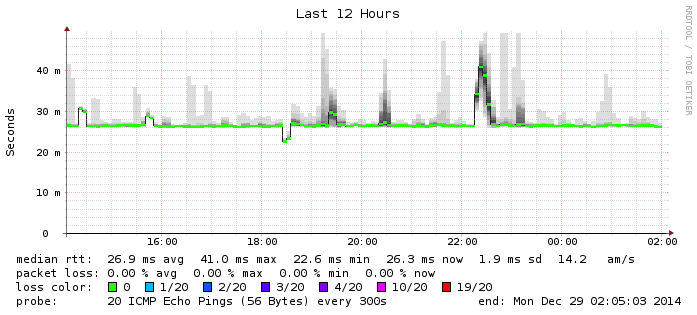 Last 12 Hours
RRDTOOL / TOBI OETIKER
Seconds
40 m
30 m
20 m
10 m
0
16:00 18:00 20:00 22:00 00:00 02:00
median rtt: 26.9 ms avg 41.0 ms max 22.6 ms min 26.3 ms now 1.9 ms sd 14.2 am/s
packet loss: 0.00 % avg 0.00 % max 0.00 % min 0.00 % now
loss color: 0 1/20 2/20 3/20 4/20 10/20 19/20
probe: 20 ICMP Echo Pings (56 Bytes) every 300s end: Mon Dec 29 02:05:03 2014